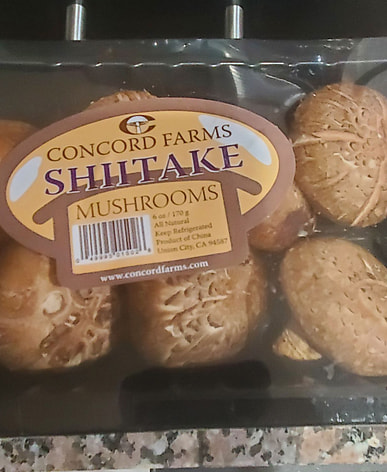 CONCORD FARMS
SHIITAKE
MUSHROOMS
6 oz / 170 g
All Natural
Keep Refrigerated
Product of China
Union City, CA 94587
www.concordfarms.com